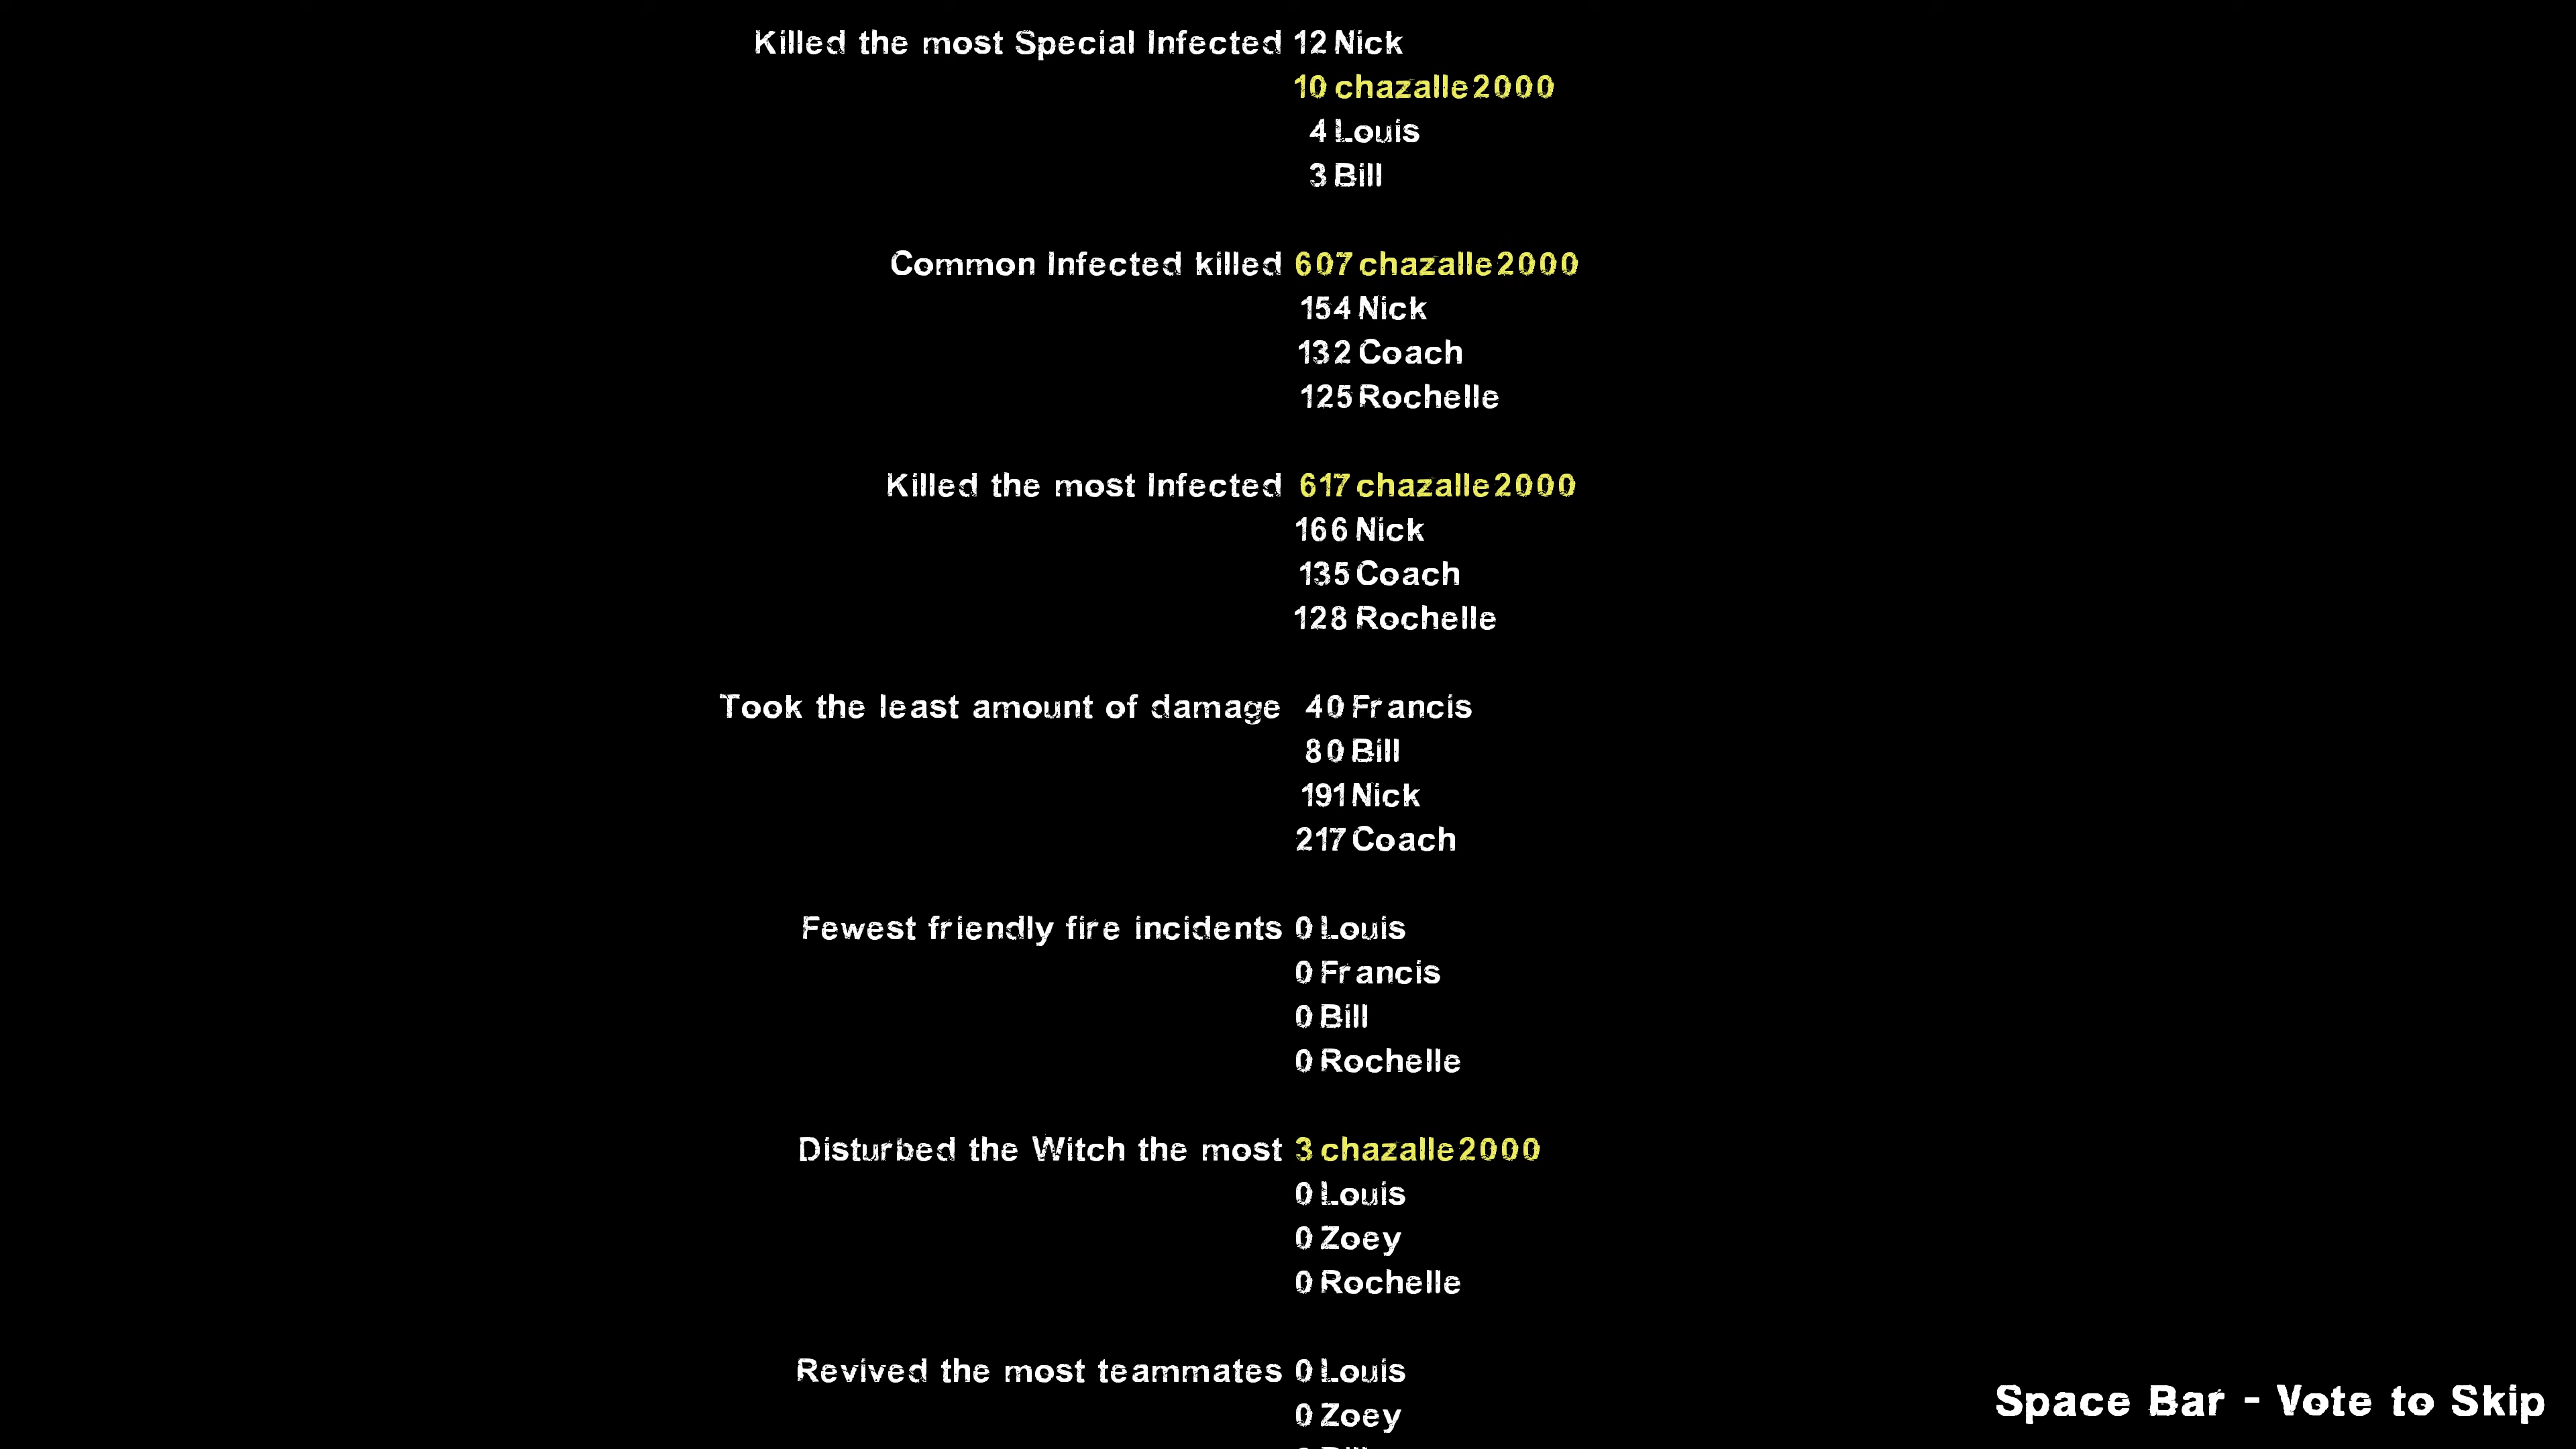 Killed the most Special Infected 12 Nick
10 chazalle2000
4 Louis
3 Bill
Common Infected killed 607 chazalle2000
154 Nick
132 Coach
125 Rochelle
Killed the most Infected 617 chazalle2000
166 Nick
135 Coach
128 Rochelle
Took the least amount of damage 40 Francis
80 Bill
191 Nick
217 Coach
Fewest friendly fire incidents 0 Louis
0 Francis
0 Bill
0 Rochelle
Disturbed the Witch the most 3 chazalle2000
0 Louis
0 Zoey
0 Rochelle
Revived the most teammates 0 Louis
0 Zoey
Space Bar - Vote to Skip